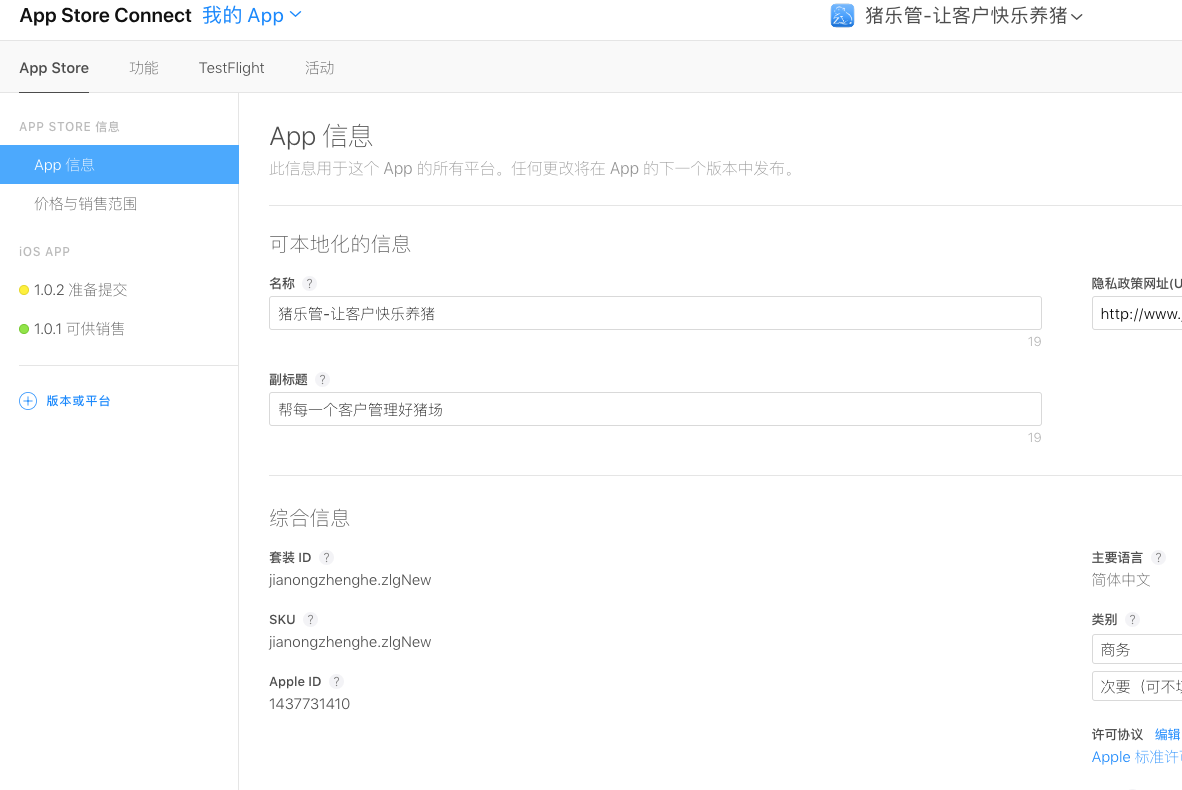 App Store Connect 我的 App
猪乐管-让客户快乐养猪
App Store 功能 TestFlight 活动
APP STORE 信息
App 信息
价格与销售范围
iOS APP
1.0.2 准备提交
1.0.1 可供销售
版本或平台
App 信息
此信息用于这个 App 的所有平台。任何更改将在 App 的下一个版本中发布。
可本地化的信息
名称 ?
猪乐管-让客户快乐养猪
19
副标题 ?
帮每一个客户管理好猪场
19
隐私政策网址(U
http://www.
综合信息
套装 ID ?
jianongzhenghe.zlgNew
SKU ?
jianongzhenghe.zlgNew
Apple ID ?
1437731410
主要语言 ?
简体中文
类别 ?
商务
次要（可不
许可协议 编辑
Apple 标准许